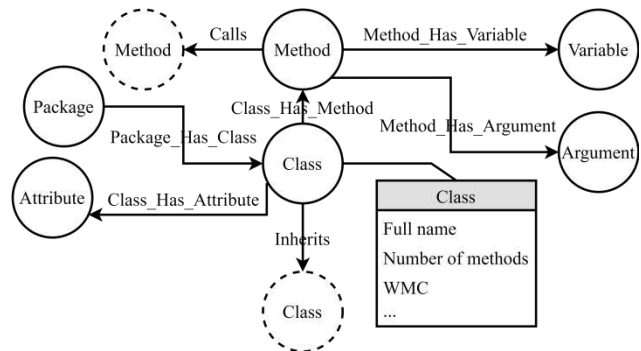 Method
Calls
Method
Method_Has_Variable
Variable
Package
Class_Has_Method
Package_Has_Class
Method_Has_Argument
Class
Argument
Attribute
Class_Has_Attribute
Class
Full name
Number of methods
WMC
...
Inherits
Class